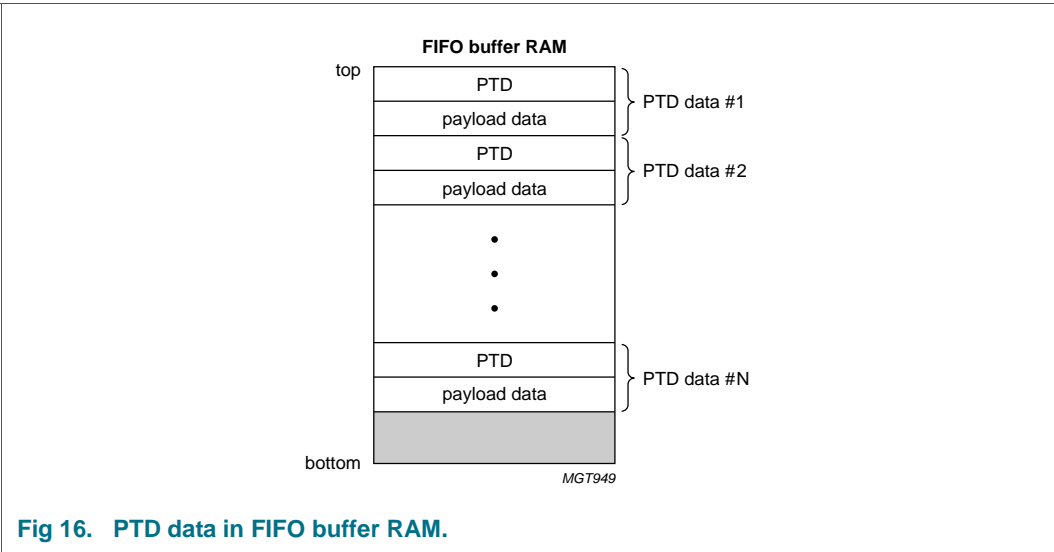 FIFO buffer RAM
top
PTD
payload data
PTD data #1
PTD
payload data
PTD data #2
PTD
payload data
PTD data #N
bottom
MGT949
Fig 16. PTD data in FIFO buffer RAM.